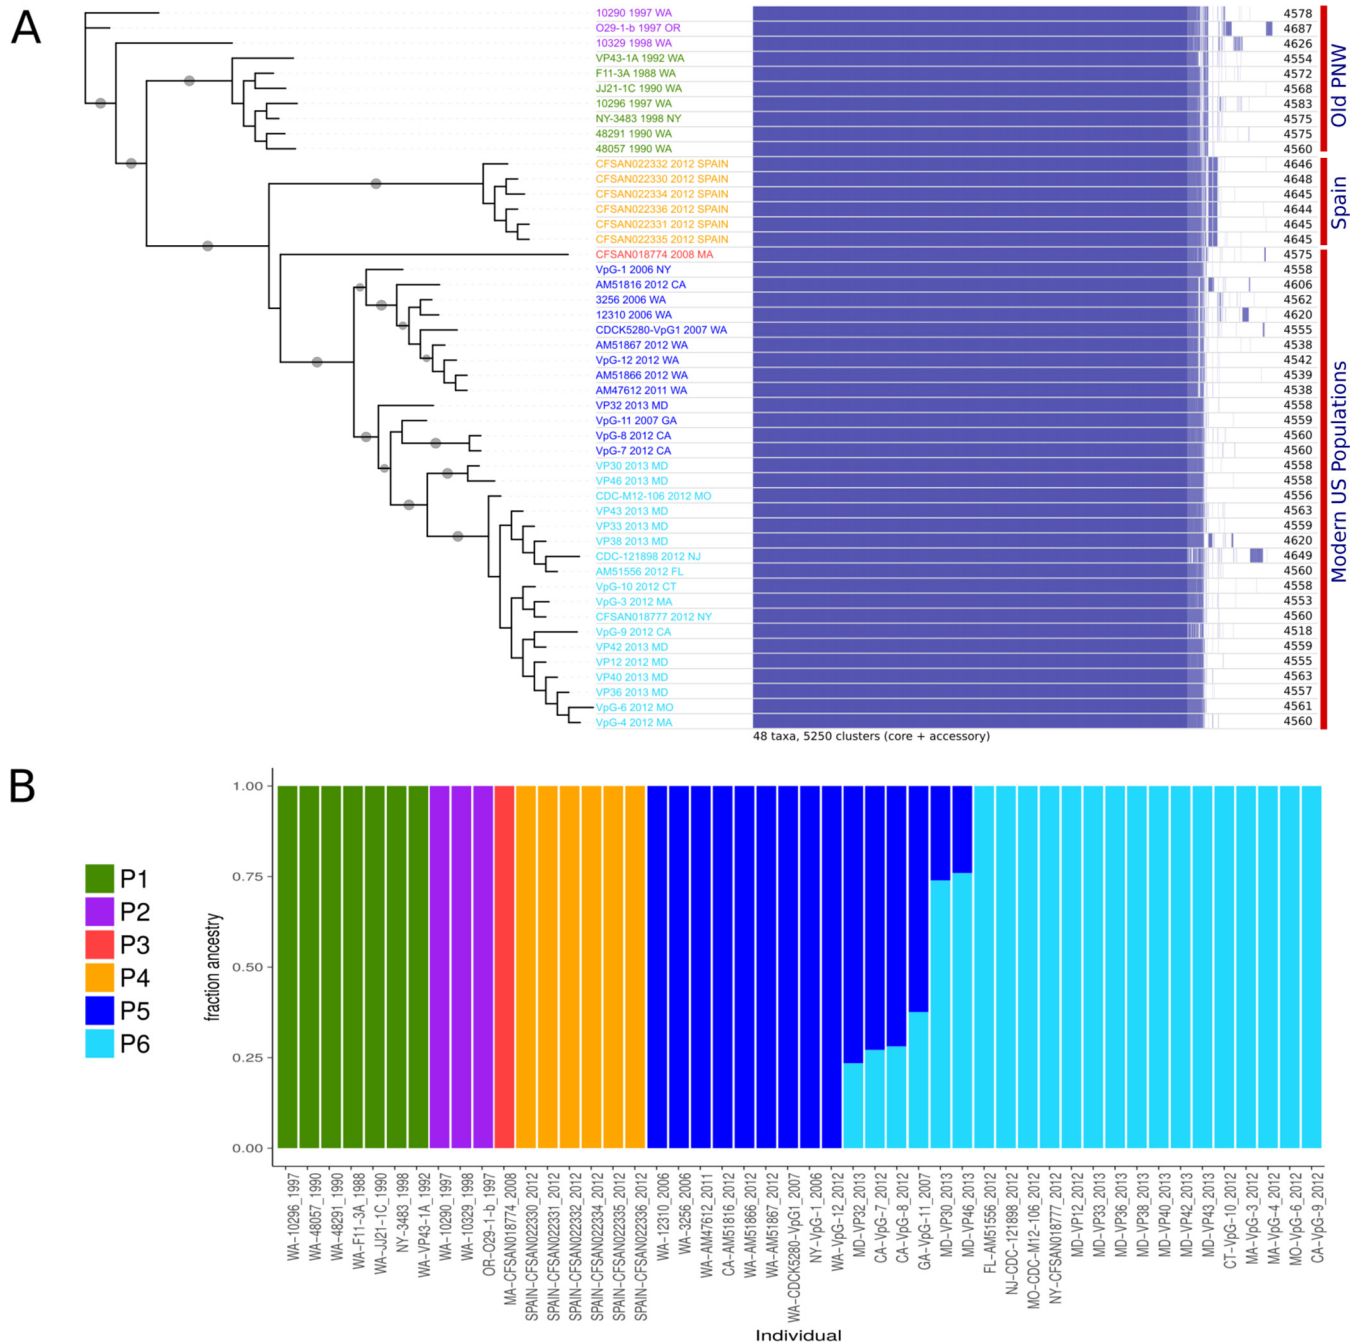 A
10290 1997 WA 4578
O29-1-b 1997 OR 4687
10329 1998 WA 4626
VP43-1A 1992 WA 4554
F11-3A 1988 WA 4572
JJ21-1C 1990 WA 4568
10296 1997 WA 4583
NY-3483 1998 NY 4575
48291 1990 WA 4575
48057 1990 WA 4560
Old PNW
CFSAN022332 2012 SPAIN 4646
CFSAN022330 2012 SPAIN 4648
CFSAN022334 2012 SPAIN 4645
CFSAN022336 2012 SPAIN 4644
CFSAN022331 2012 SPAIN 4645
CFSAN022335 2012 SPAIN 4645
Spain
CFSAN018774 2008 MA 4575
VpG-1 2006 NY 4558
AM51816 2012 CA 4606
3256 2006 WA 4562
12310 2006 WA 4620
CDCK5280-VpG1 2007 WA 4555
AM51867 2012 WA 4538
VpG-12 2012 WA 4542
AM51866 2012 WA 4539
AM47612 2011 WA 4538
VP32 2013 MD 4558
VpG-11 2007 GA 4559
VpG-8 2012 CA 4560
VpG-7 2012 CA 4560
VP30 2013 MD 4558
VP46 2013 MD 4558
CDC-M12-106 2012 MO 4556
VP43 2013 MD 4563
VP33 2013 MD 4559
VP38 2013 MD 4620
CDC-121898 2012 NJ 4649
AM51556 2012 FL 4560
VpG-10 2012 CT 4558
VpG-3 2012 MA 4553
CFSAN018777 2012 NY 4560
VpG-9 2012 CA 4518
VP42 2013 MD 4559
VP12 2012 MD 4555
VP40 2013 MD 4563
VP36 2013 MD 4557
VpG-6 2012 MO 4561
VpG-4 2012 MA 4560
Modern US Populations
48 taxa, 5250 clusters (core + accessory)
B
P1
P2
P3
P4
P5
P6
fraction ancestry
1.00
0.75
0.50
0.25
0.00
WA-10296_1997
WA-48057_1990
WA-48291_1990
WA-F11-3A_1988
WA-JJ21-1C_1990
NY-3483_1998
WA-VP43-1A_1992
WA-10290_1997
WA-10329_1998
OR-O29-1-b_1997
MA-CFSAN018774_2008
SPAIN-CFSAN022330_2012
SPAIN-CFSAN022331_2012
SPAIN-CFSAN022332_2012
SPAIN-CFSAN022334_2012
SPAIN-CFSAN022335_2012
SPAIN-CFSAN022336_2012
WA-12310_2006
WA-3256_2006
WA-AM47612_2011
CA-AM51816_2012
WA-AM51866_2012
WA-AM51867_2012
WA-CDCK5280-VpG1_2007
NY-VpG-1_2006
WA-VpG-12_2012
MD-VP32_2013
CA-VpG-7_2012
CA-VpG-8_2012
GA-VpG-11_2007
MD-VP30_2013
MD-VP46_2013
FL-AM51556_2012
NJ-CDC-121898_2012
MO-CDC-M12-106_2012
NY-CFSAN018777_2012
MD-VP12_2012
MD-VP33_2013
MD-VP36_2013
MD-VP38_2013
MD-VP40_2013
MD-VP42_2013
MD-VP43_2013
CT-VpG-10_2012
MA-VpG-3_2012
MA-VpG-4_2012
MO-VpG-6_2012
CA-VpG-9_2012
Individual